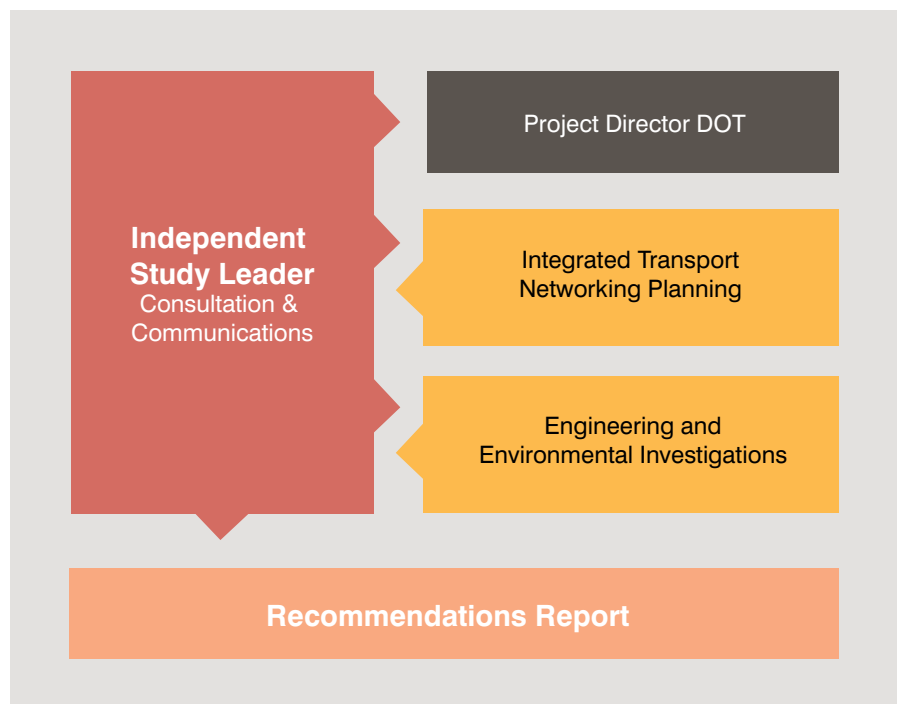 Independent
Study Leader
Consultation &
Communications
Project Director DOT
Integrated Transport
Networking Planning
Engineering and
Environmental Investigations
Recommendations Report